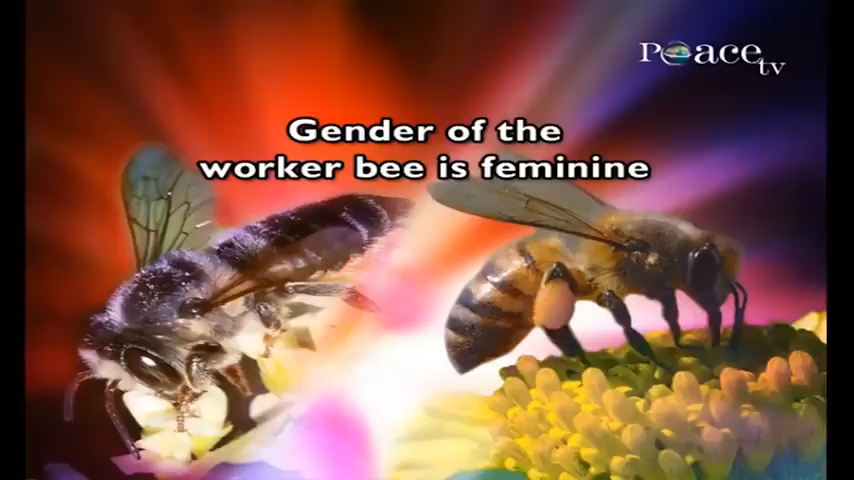 Peace tv
Gender of the
worker bee is feminine